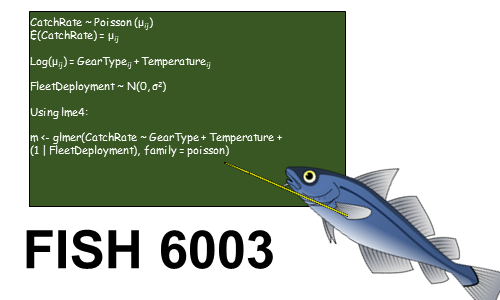 CatchRate ~ Poisson (μij)
E(CatchRate) = μij
Log(μij) = GearTypeij + Temperatureij
FleetDeployment ~ N(0, σ²)
Using lme4:
m <- glmer(CatchRate ~ GearType + Temperature +
(1 | FleetDeployment), family = poisson)
FISH 6003